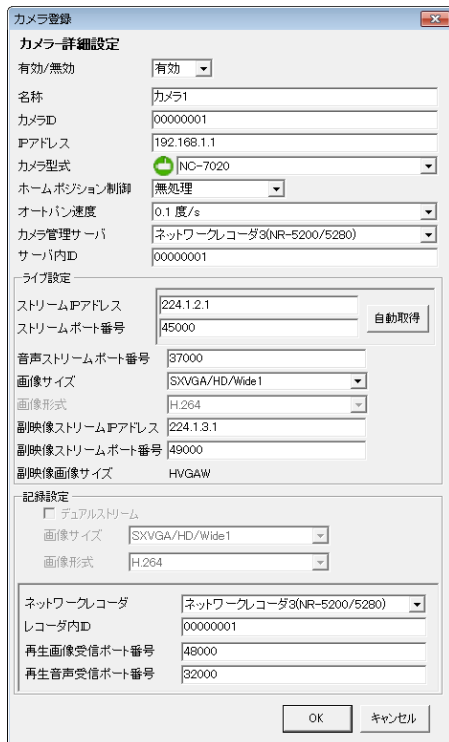 カメラ登録
カメラ詳細設定
有効/無効 有効
名称 カメラ1
カメラID 00000001
IPアドレス 192.168.1.1
カメラ型式 NC-7020
ホームポジション制御 無処理
オートパン速度 0.1 度/s
カメラ管理サーバ ネットワークレコーダ3(NR-5200/5280)
サーバ内ID 00000001
ライブ設定
ストリームIPアドレス 224.1.2.1
ストリームポート番号 45000
自動取得
音声ストリームポート番号 37000
画像サイズ SXVGA/HD/Wide1
画像形式 H.264
副映像ストリームIPアドレス 224.1.3.1
副映像ストリームポート番号 49000
副映像画像サイズ HVGAW
記録設定
デュアルストリーム
画像サイズ SXVGA/HD/Wide1
画像形式 H.264
ネットワークレコーダ ネットワークレコーダ3(NR-5200/5280)
レコーダ内ID 00000001
再生画像受信ポート番号 48000
再生音声受信ポート番号 32000
OK キャンセル